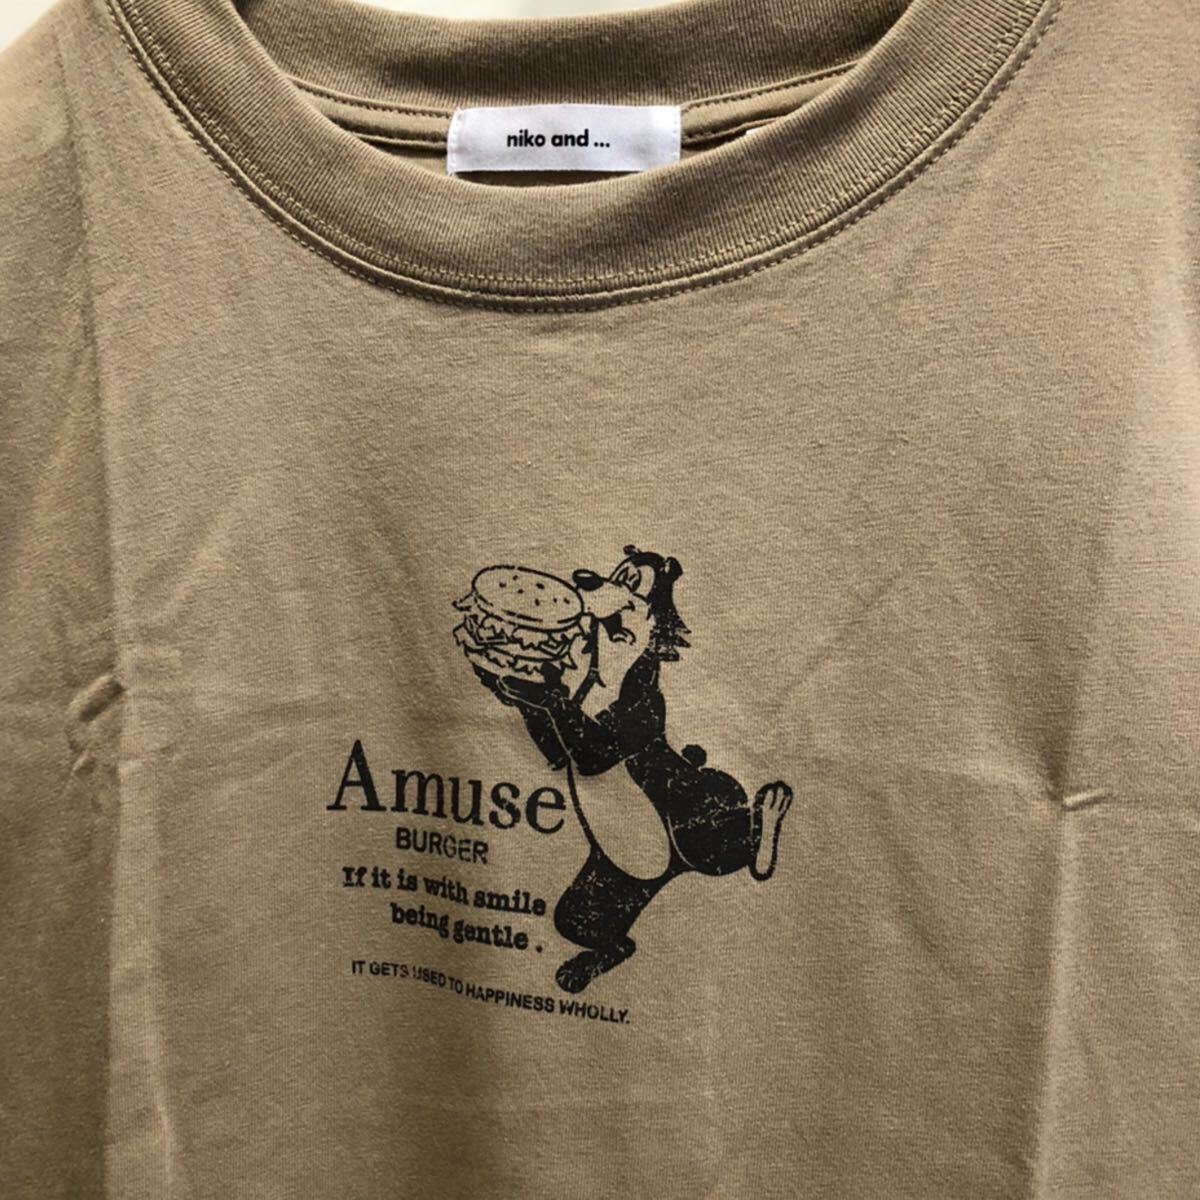 niko and ...
Amuse
BURGER
If it is with smile
being gentle .
IT GETS USED TO HAPPINESS WHOLLY.